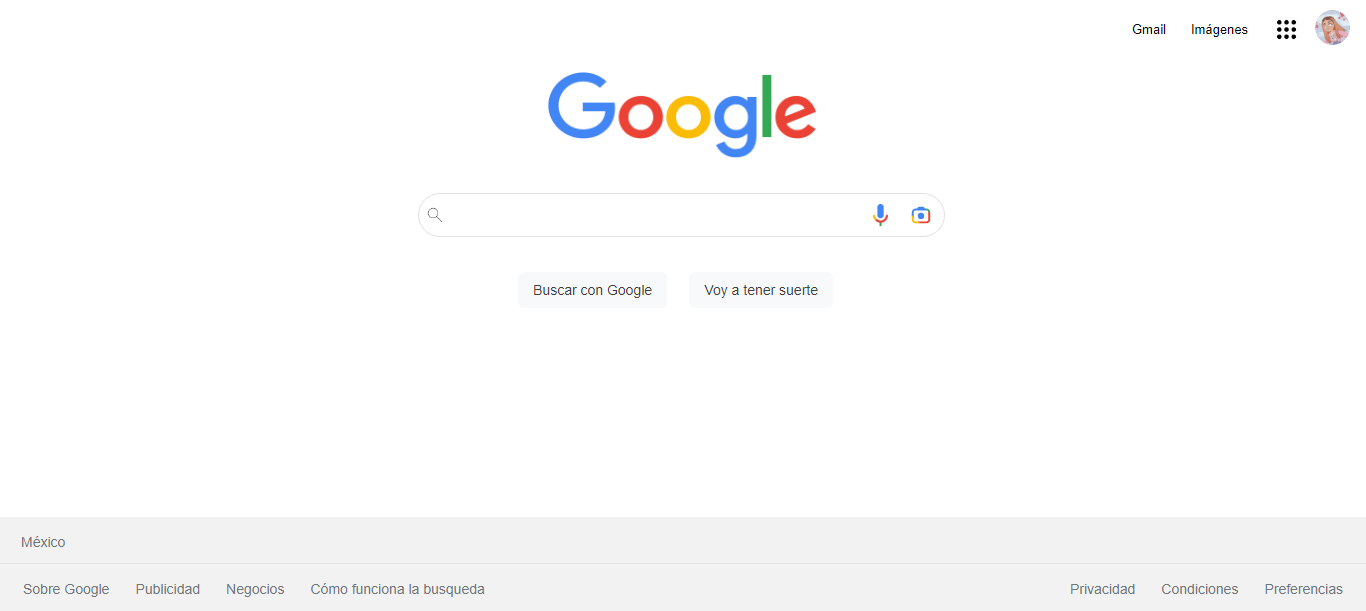 Gmail Imágenes
Google
Buscar con Google Voy a tener suerte
México
Sobre Google Publicidad Negocios Cómo funciona la busqueda Privacidad Condiciones Preferencias